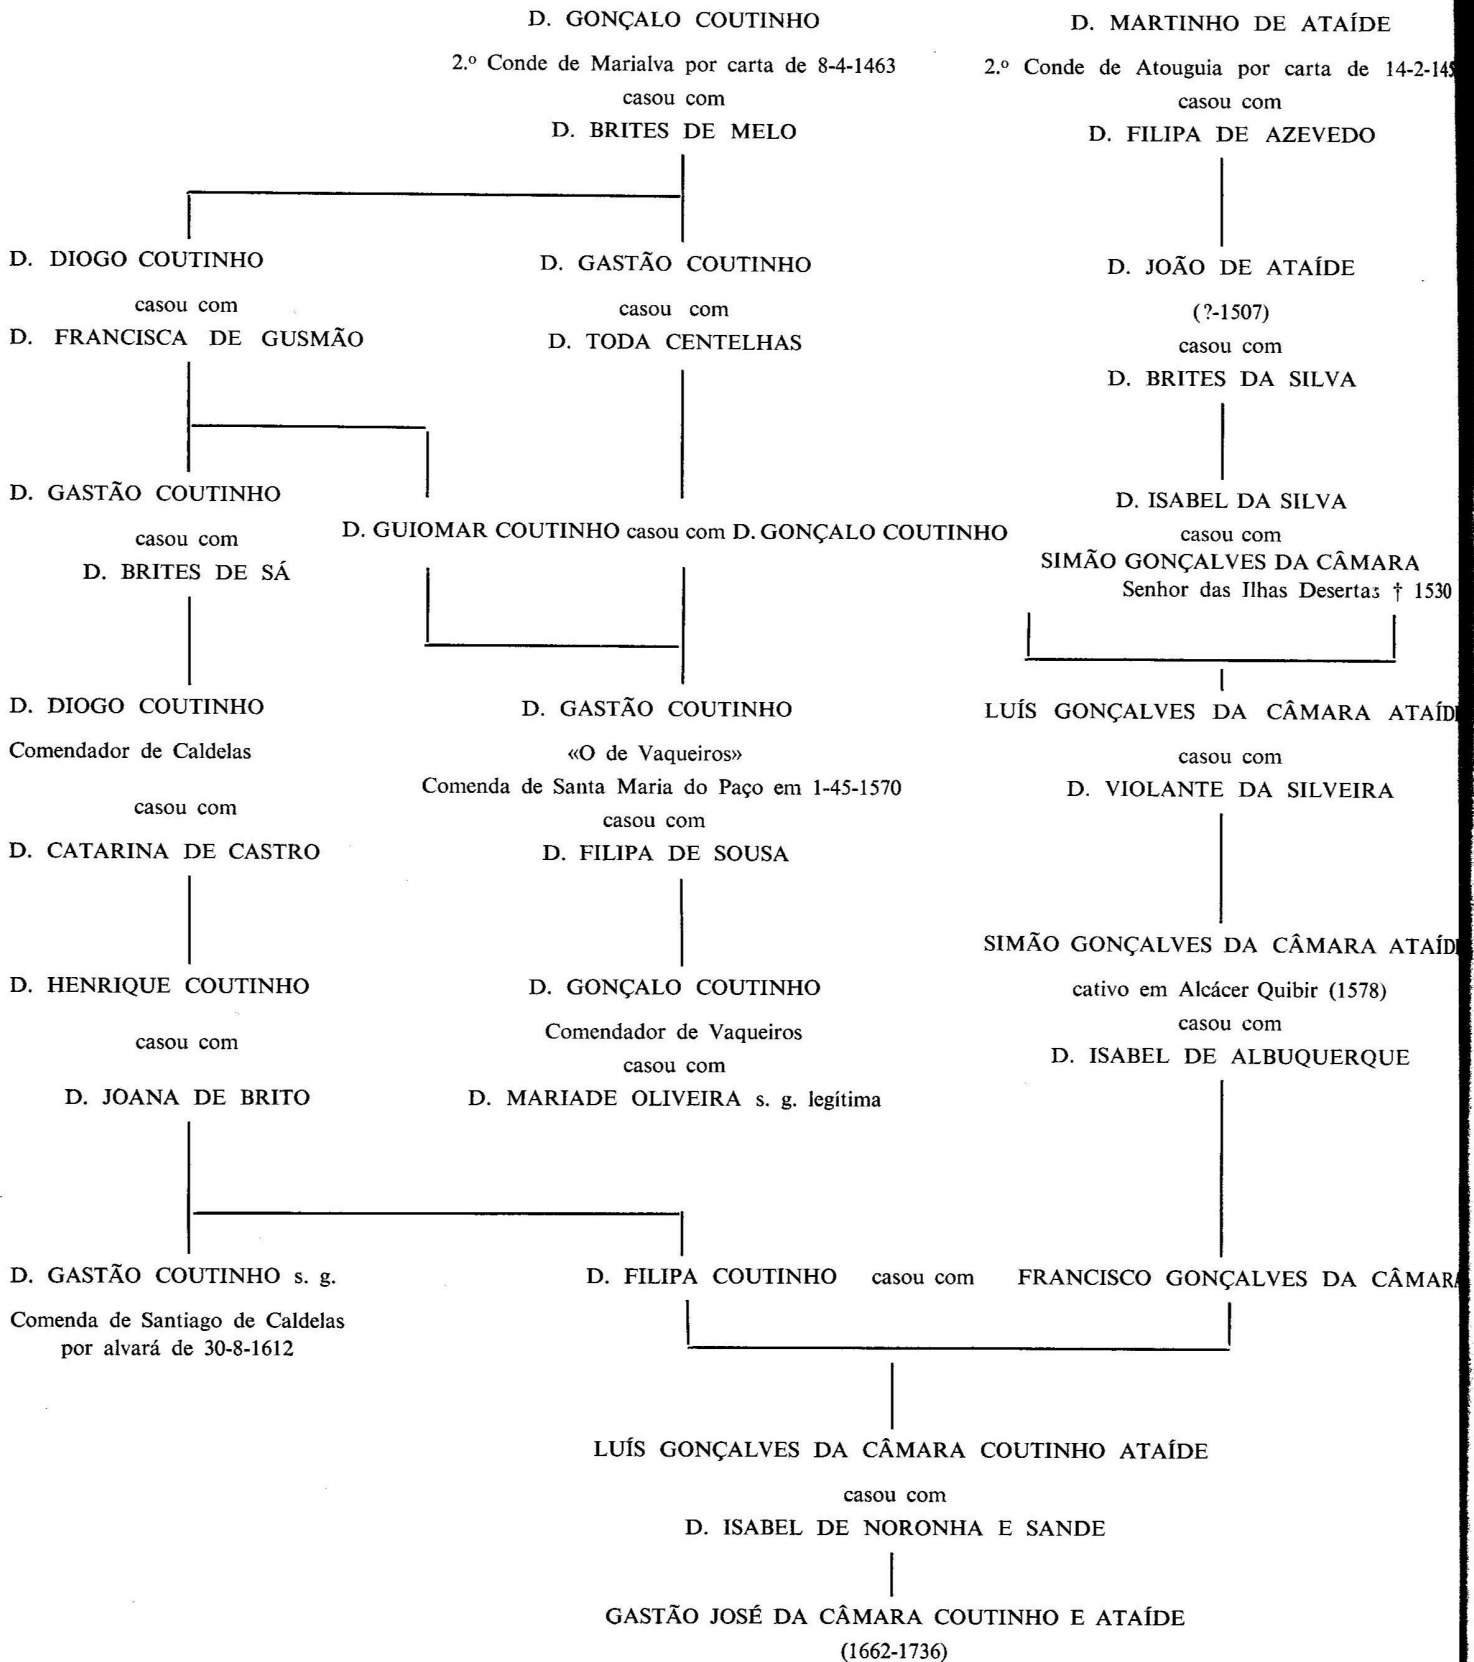 D. GONÇALO COUTINHO
2.º Conde de Marialva por carta de 8-4-1463
casou com
D. BRITES DE MELO
D. MARTINHO DE ATAÍDE
2.º Conde de Atouguia por carta de 14-2-145
casou com
D. FILIPA DE AZEVEDO
D. DIOGO COUTINHO
casou com
D. FRANCISCA DE GUSMÃO
D. GASTÃO COUTINHO
casou com
D. TODA CENTELHAS
D. JOÃO DE ATAÍDE
(?-1507)
casou com
D. BRITES DA SILVA
D. GASTÃO COUTINHO
casou com
D. BRITES DE SÁ
D. GUIOMAR COUTINHO casou com D. GONÇALO COUTINHO
D. ISABEL DA SILVA
casou com
SIMÃO GONÇALVES DA CÂMARA
Senhor das Ilhas Desertas † 1530
D. DIOGO COUTINHO
Comendador de Caldelas
casou com
D. CATARINA DE CASTRO
D. GASTÃO COUTINHO
«O de Vaqueiros»
Comenda de Santa Maria do Paço em 1-45-1570
casou com
D. FILIPA DE SOUSA
LUÍS GONÇALVES DA CÂMARA ATAÍD
casou com
D. VIOLANTE DA SILVEIRA
D. HENRIQUE COUTINHO
casou com
D. JOANA DE BRITO
D. GONÇALO COUTINHO
Comendador de Vaqueiros
casou com
D. MARIADE OLIVEIRA s. g. legítima
SIMÃO GONÇALVES DA CÂMARA ATAÍD
cativo em Alcácer Quibir (1578)
casou com
D. ISABEL DE ALBUQUERQUE
D. GASTÃO COUTINHO s. g.
Comenda de Santiago de Caldelas
por alvará de 30-8-1612
D. FILIPA COUTINHO casou com FRANCISCO GONÇALVES DA CÂMARA
LUÍS GONÇALVES DA CÂMARA COUTINHO ATAÍDE
casou com
D. ISABEL DE NORONHA E SANDE
GASTÃO JOSÉ DA CÂMARA COUTINHO E ATAÍDE
(1662-1736)